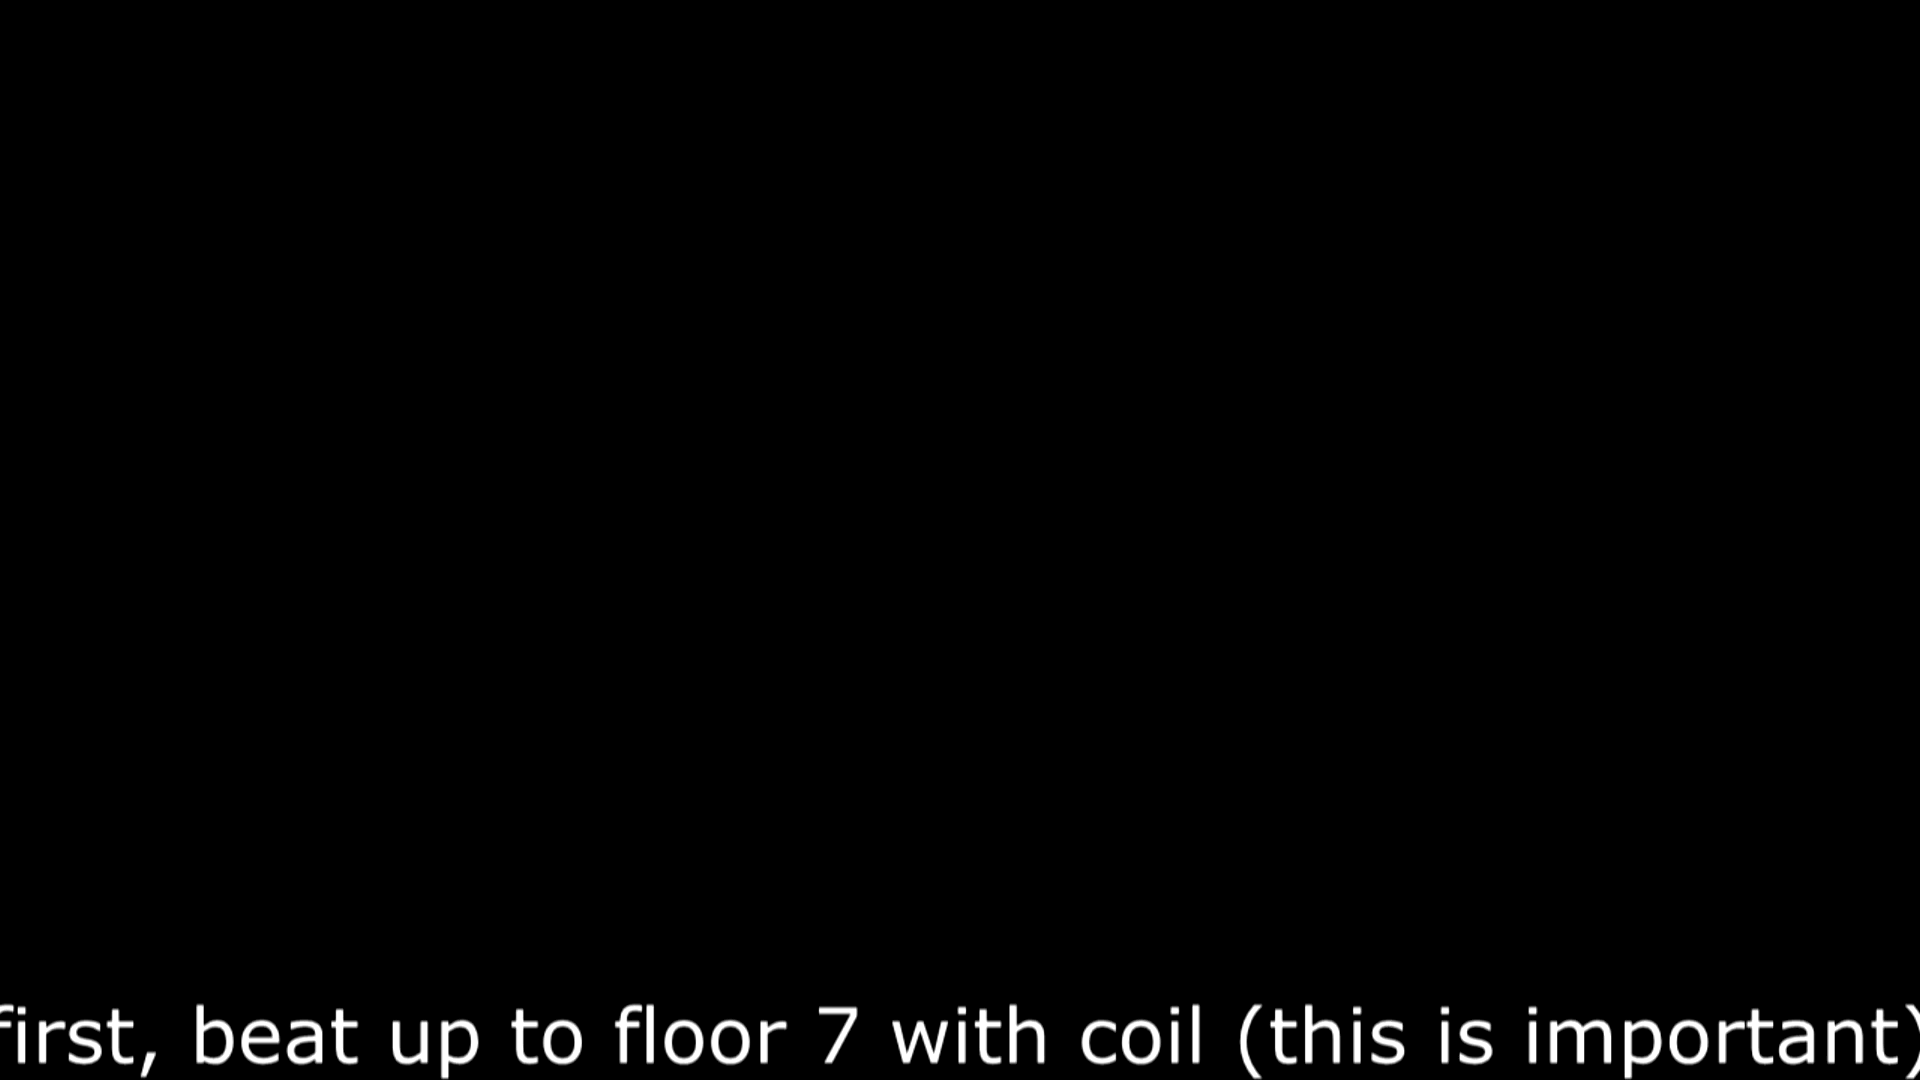 first, beat up to floor 7 with coil (this is important)